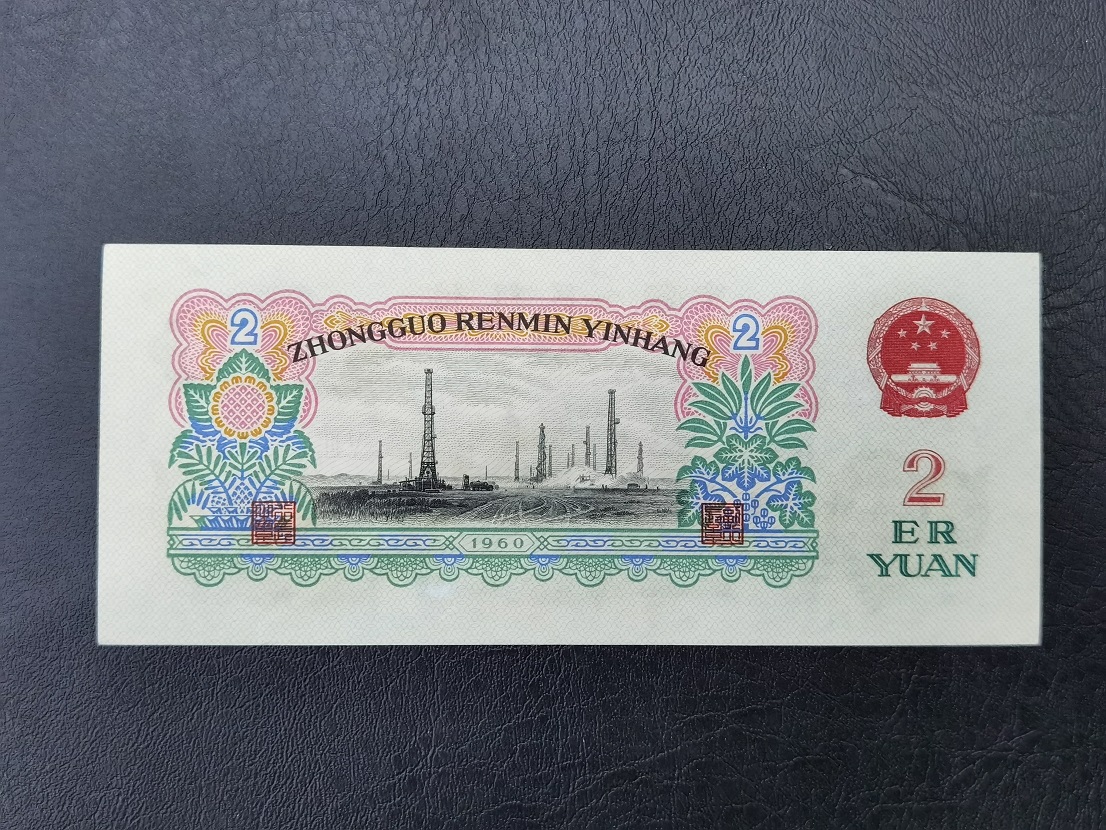 2
ZHONGGUO RENMIN YINHANG
2
1960
2
ER
YUAN